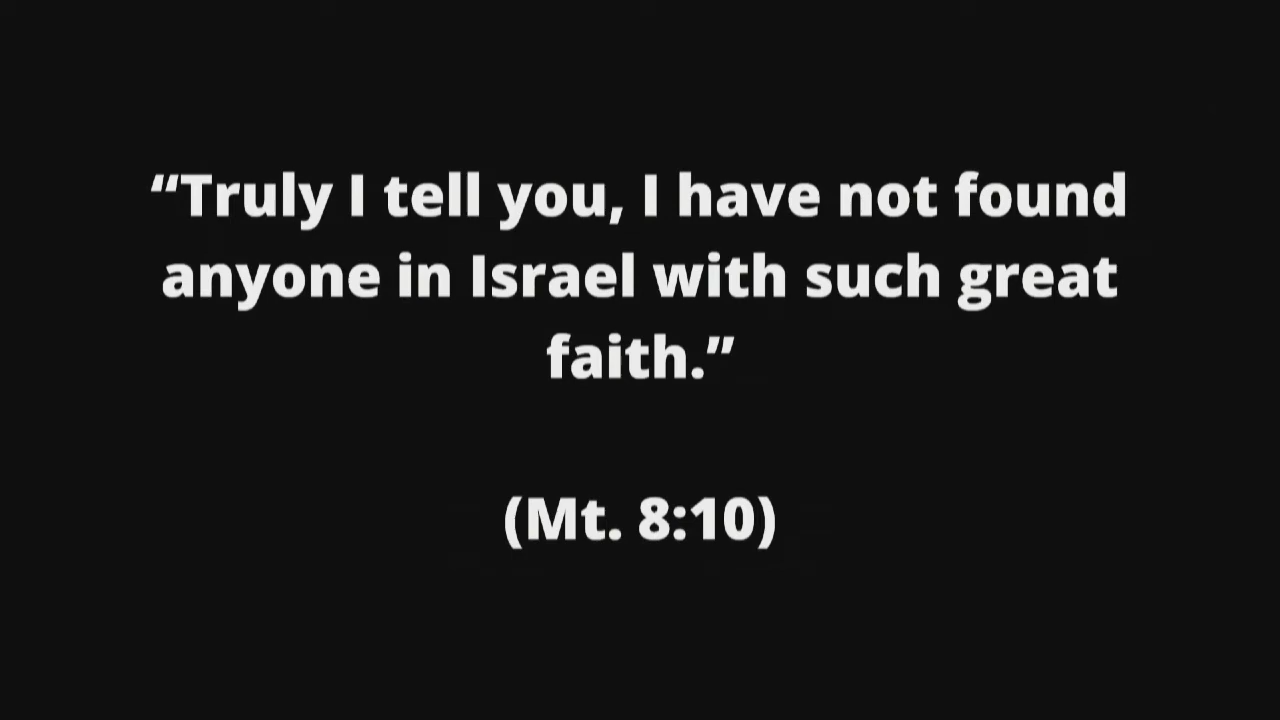 “Truly I tell you, I have not found
anyone in Israel with such great
faith.”
(Mt. 8:10)